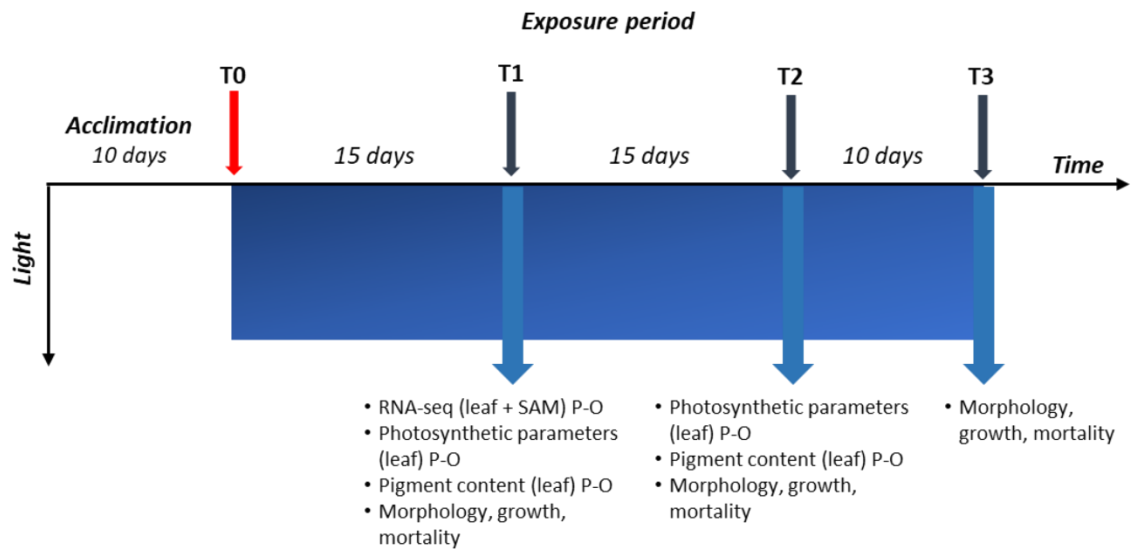 Exposure period
T0
T1
T2
T3
Acclimation
10 days
15 days
15 days
10 days
Time
Light
• RNA-seq (leaf + SAM) P-O
• Photosynthetic parameters
(leaf) P-O
• Pigment content (leaf) P-O
• Morphology, growth,
mortality
• Photosynthetic parameters
(leaf) P-O
• Pigment content (leaf) P-O
• Morphology, growth,
mortality
• Morphology,
growth, mortality